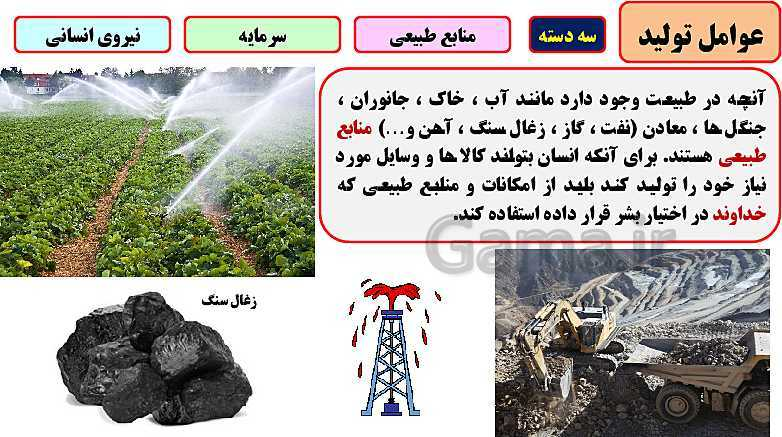 عوامل تولید
سه دسته
منابع طبیعی
سرمایه
نیروی انسانی
آنچه در طبیعت وجود دارد مانند آب ، خاک ، جانوران ،
جنگل‌ها ، معادن (نفت ، گاز ، زغال سنگ ، آهن و...) منابع
طبیعی هستند. برای آنکه انسان بتولند کالا ها و وسایل مورد
نیاز خود را تولید کند بلید از امکانات و منلبع طبیعی که
خداوند در اختیار بشر قرار داده استفاده کند.
Gama.ir
زغال سنگ